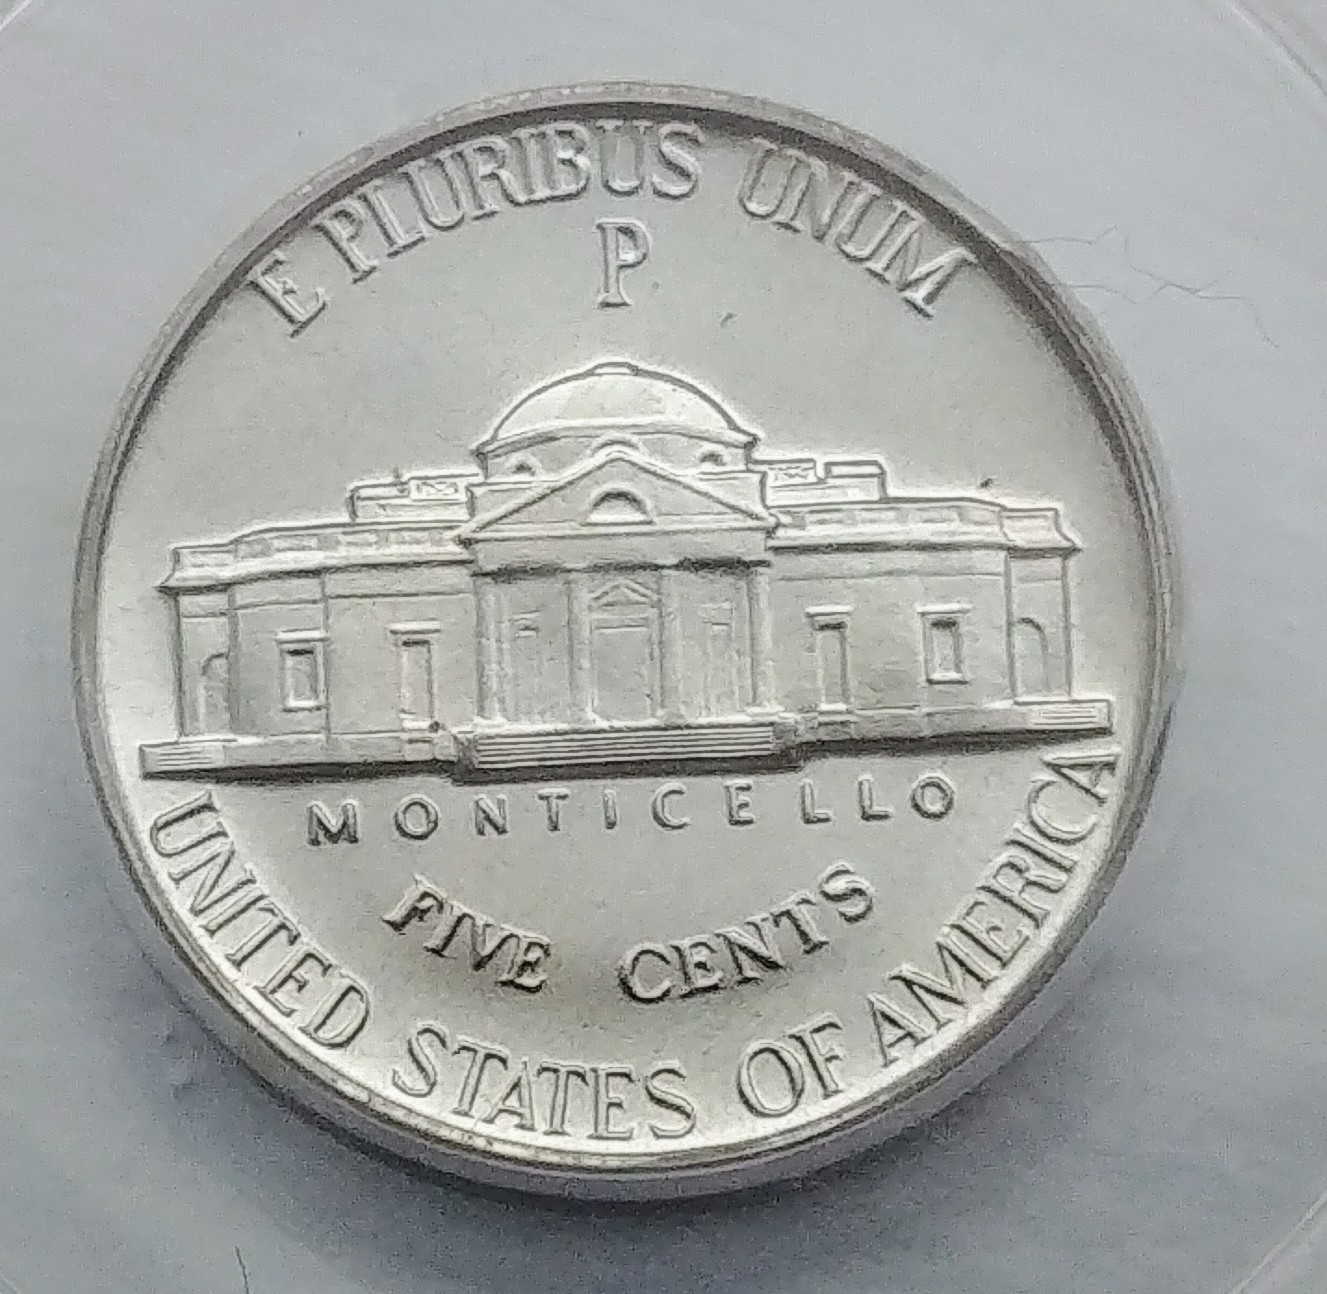 E PLURIBUS UNUM
P
MONTICELLO
FIVE CENTS
UNITED STATES OF AMERICA